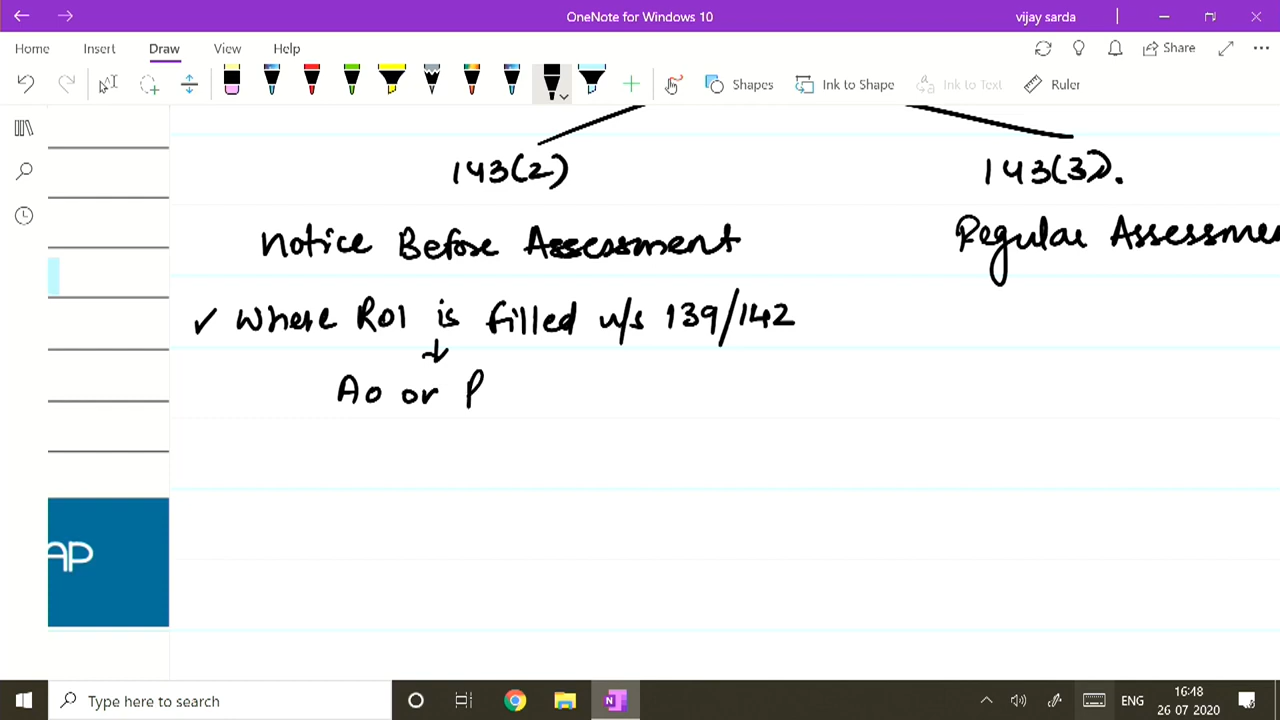 OneNote for Windows 10
vijay sarda
Home Insert Draw View Help
Share
Shapes
Ink to Shape
Ink to Text
Ruler
143(2)
143(3).
Notice Before Assessment
Regular Assessme
✓ Where ROI is filled u/s 139/142
Ao or P
AP
Type here to search
ENG
16:48
26-07-2020